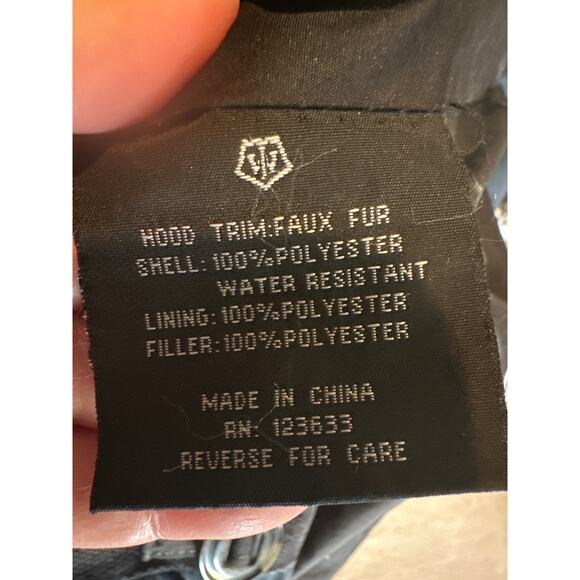 HOOD TRIM:FAUX FUR
SHELL:100%POLYESTER
WATER RESISTANT
LINING:100%POLYESTER
FILLER:100%POLYESTER
MADE IN CHINA
RN: 123633
REVERSE FOR CARE